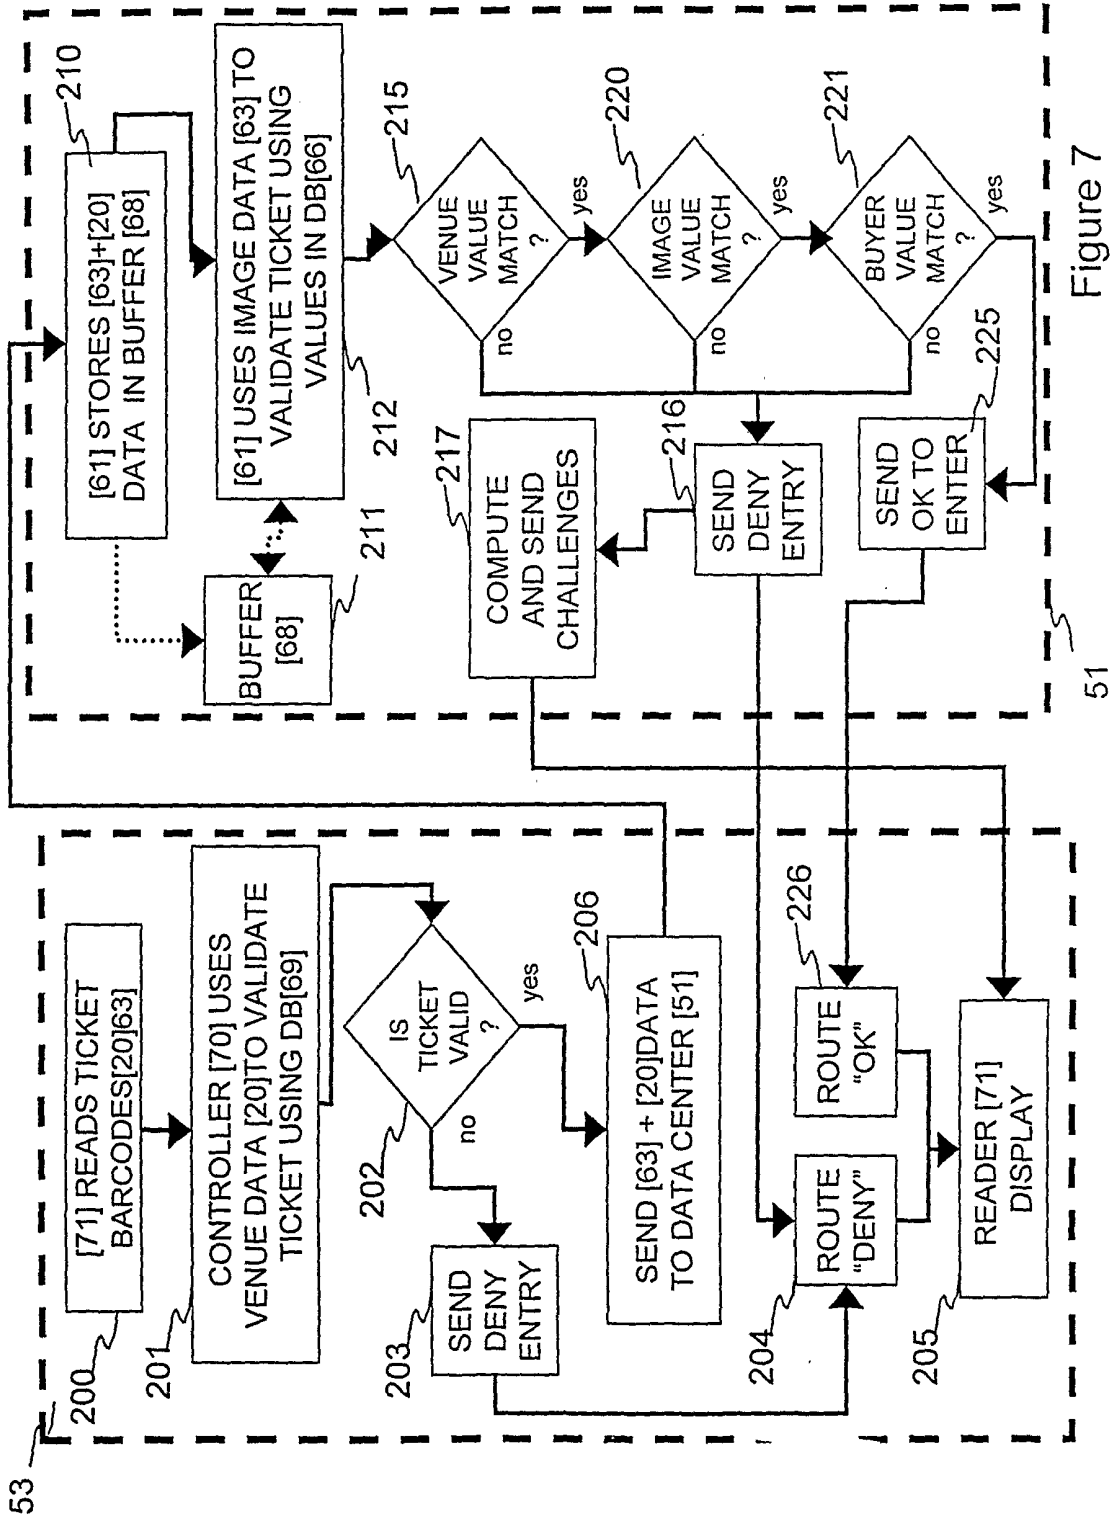 53
200
[71] READS TICKET
BARCODES[20]63]
201
CONTROLLER [70] USES
VENUE DATA [20]TO VALIDATE
TICKET USING DB[69]
202
IS
TICKET
VALID
?
no
yes
203
SEND
DENY
ENTRY
206
SEND [63] + [20]DATA
TO DATA CENTER [51]
204
ROUTE
“DENY”
226
ROUTE
“OK”
205
READER [71]
DISPLAY
210
[61] STORES [63]+[20]
DATA IN BUFFER [68]
211
BUFFER
[68]
212
[61] USES IMAGE DATA [63] TO
VALIDATE TICKET USING
VALUES IN DB[66]
215
VENUE
VALUE
MATCH
?
no
yes
220
IMAGE
VALUE
MATCH
?
no
yes
221
BUYER
VALUE
MATCH
?
no
yes
217
COMPUTE
AND SEND
CHALLENGES
216
SEND
DENY
ENTRY
225
SEND
OK TO
ENTER
51
Figure 7